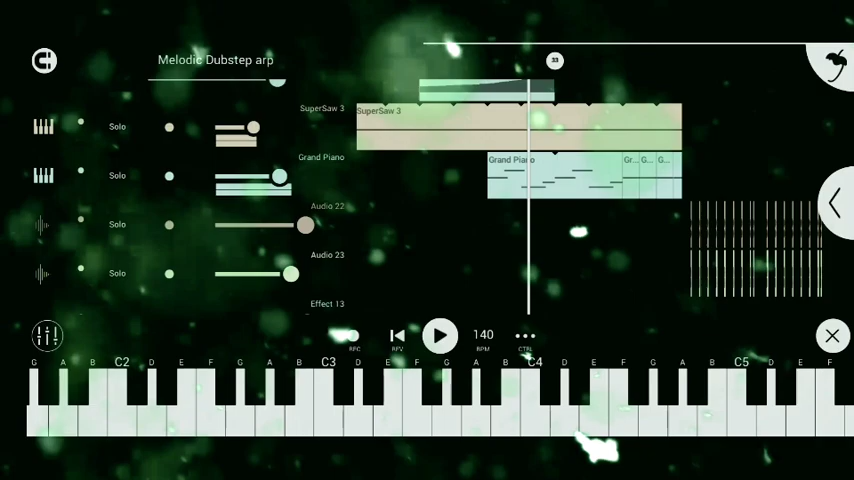 Melodic Dubstep arp
33
SuperSaw 3
SuperSaw 3
Solo
Grand Piano
Grand Piano
Gr... G... G...
Solo
Audio 22
Solo
Audio 23
Solo
Effect 13
140
REC
REV
BPM
CTRL
G A B C2 D E F G A B C3 D E F G A B C4 D E F G A B C5 D E F